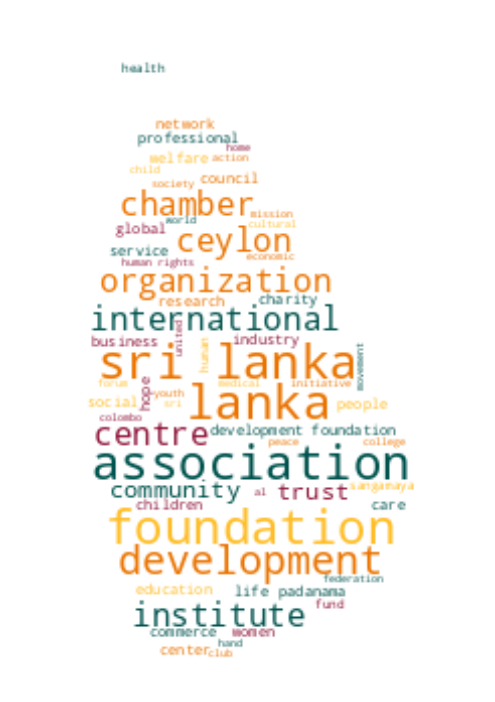 health
network
professional
home
welfare action
child
society council
chamber
mission
world
cultural
global
ceylon
service
economic
human rights
organization
research charity
international
business united human industry
sri lanka
movement
forum youth medical initiative
hope
social sri lanka people
colombo
centre development foundation
peace college
association
community al trust sangamaya
children care
foundation
development
federation
education life padanama
fund
institute
commerce women
hand
center club